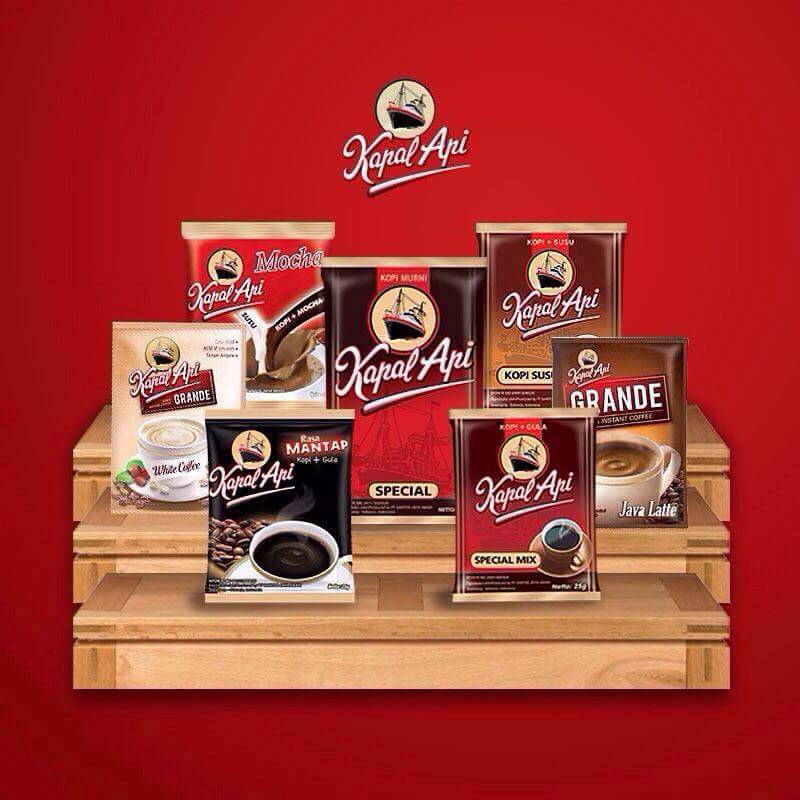 Kapal Api
Kapal Api
Mocha
SUSU
KOPI + MOCHA
KOPI MURNI
Kapal Api
SPECIAL
KOPI + SUSU
Kapal Api
KOPI SUSU
Kapal Api
GRANDE
White Coffee
Kapal Api
GRANDE
INSTANT COFFEE
Java Latte
Rasa
MANTAP
Kopi + Gula
Kapal Api
KOPI + GULA
Kapal Api
SPECIAL MIX
Netto: 25g